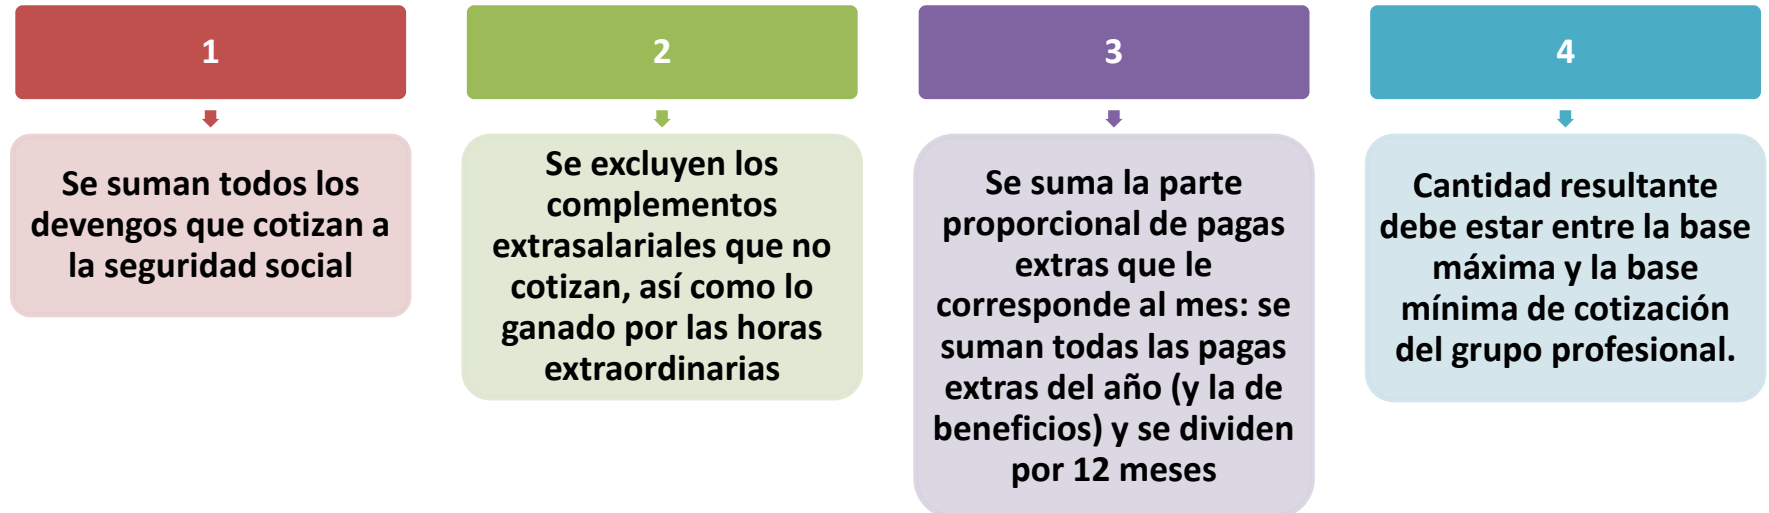 1
Se suman todos los
devengos que cotizan a
la seguridad social
2
Se excluyen los
complementos
extrasalariales que no
cotizan, así como lo
ganado por las horas
extraordinarias
3
Se suma la parte
proporcional de pagas
extras que le
corresponde al mes: se
suman todas las pagas
extras del año (y la de
beneficios) y se dividen
por 12 meses
4
Cantidad resultante
debe estar entre la base
máxima y la base
mínima de cotización
del grupo profesional.